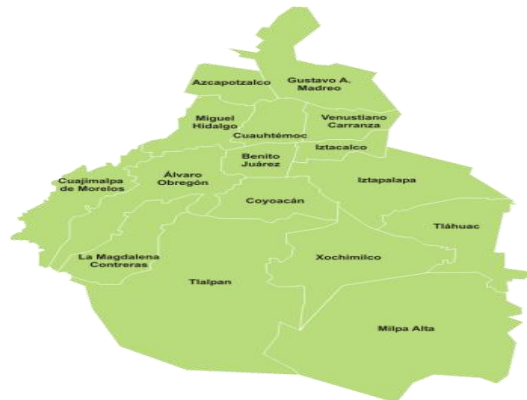 Azcapotzalco
Gustavo A.
Madreo
Miguel
Hidalgo
Venustiano
Carranza
Cuauhtémoc
Iztacalco
Benito
Juárez
Cuajimalpa
de Morelos
Álvaro
Obregón
Iztapalapa
Coyoacán
Tláhuac
La Magdalena
Contreras
Xochimilco
Tlalpan
Milpa Alta